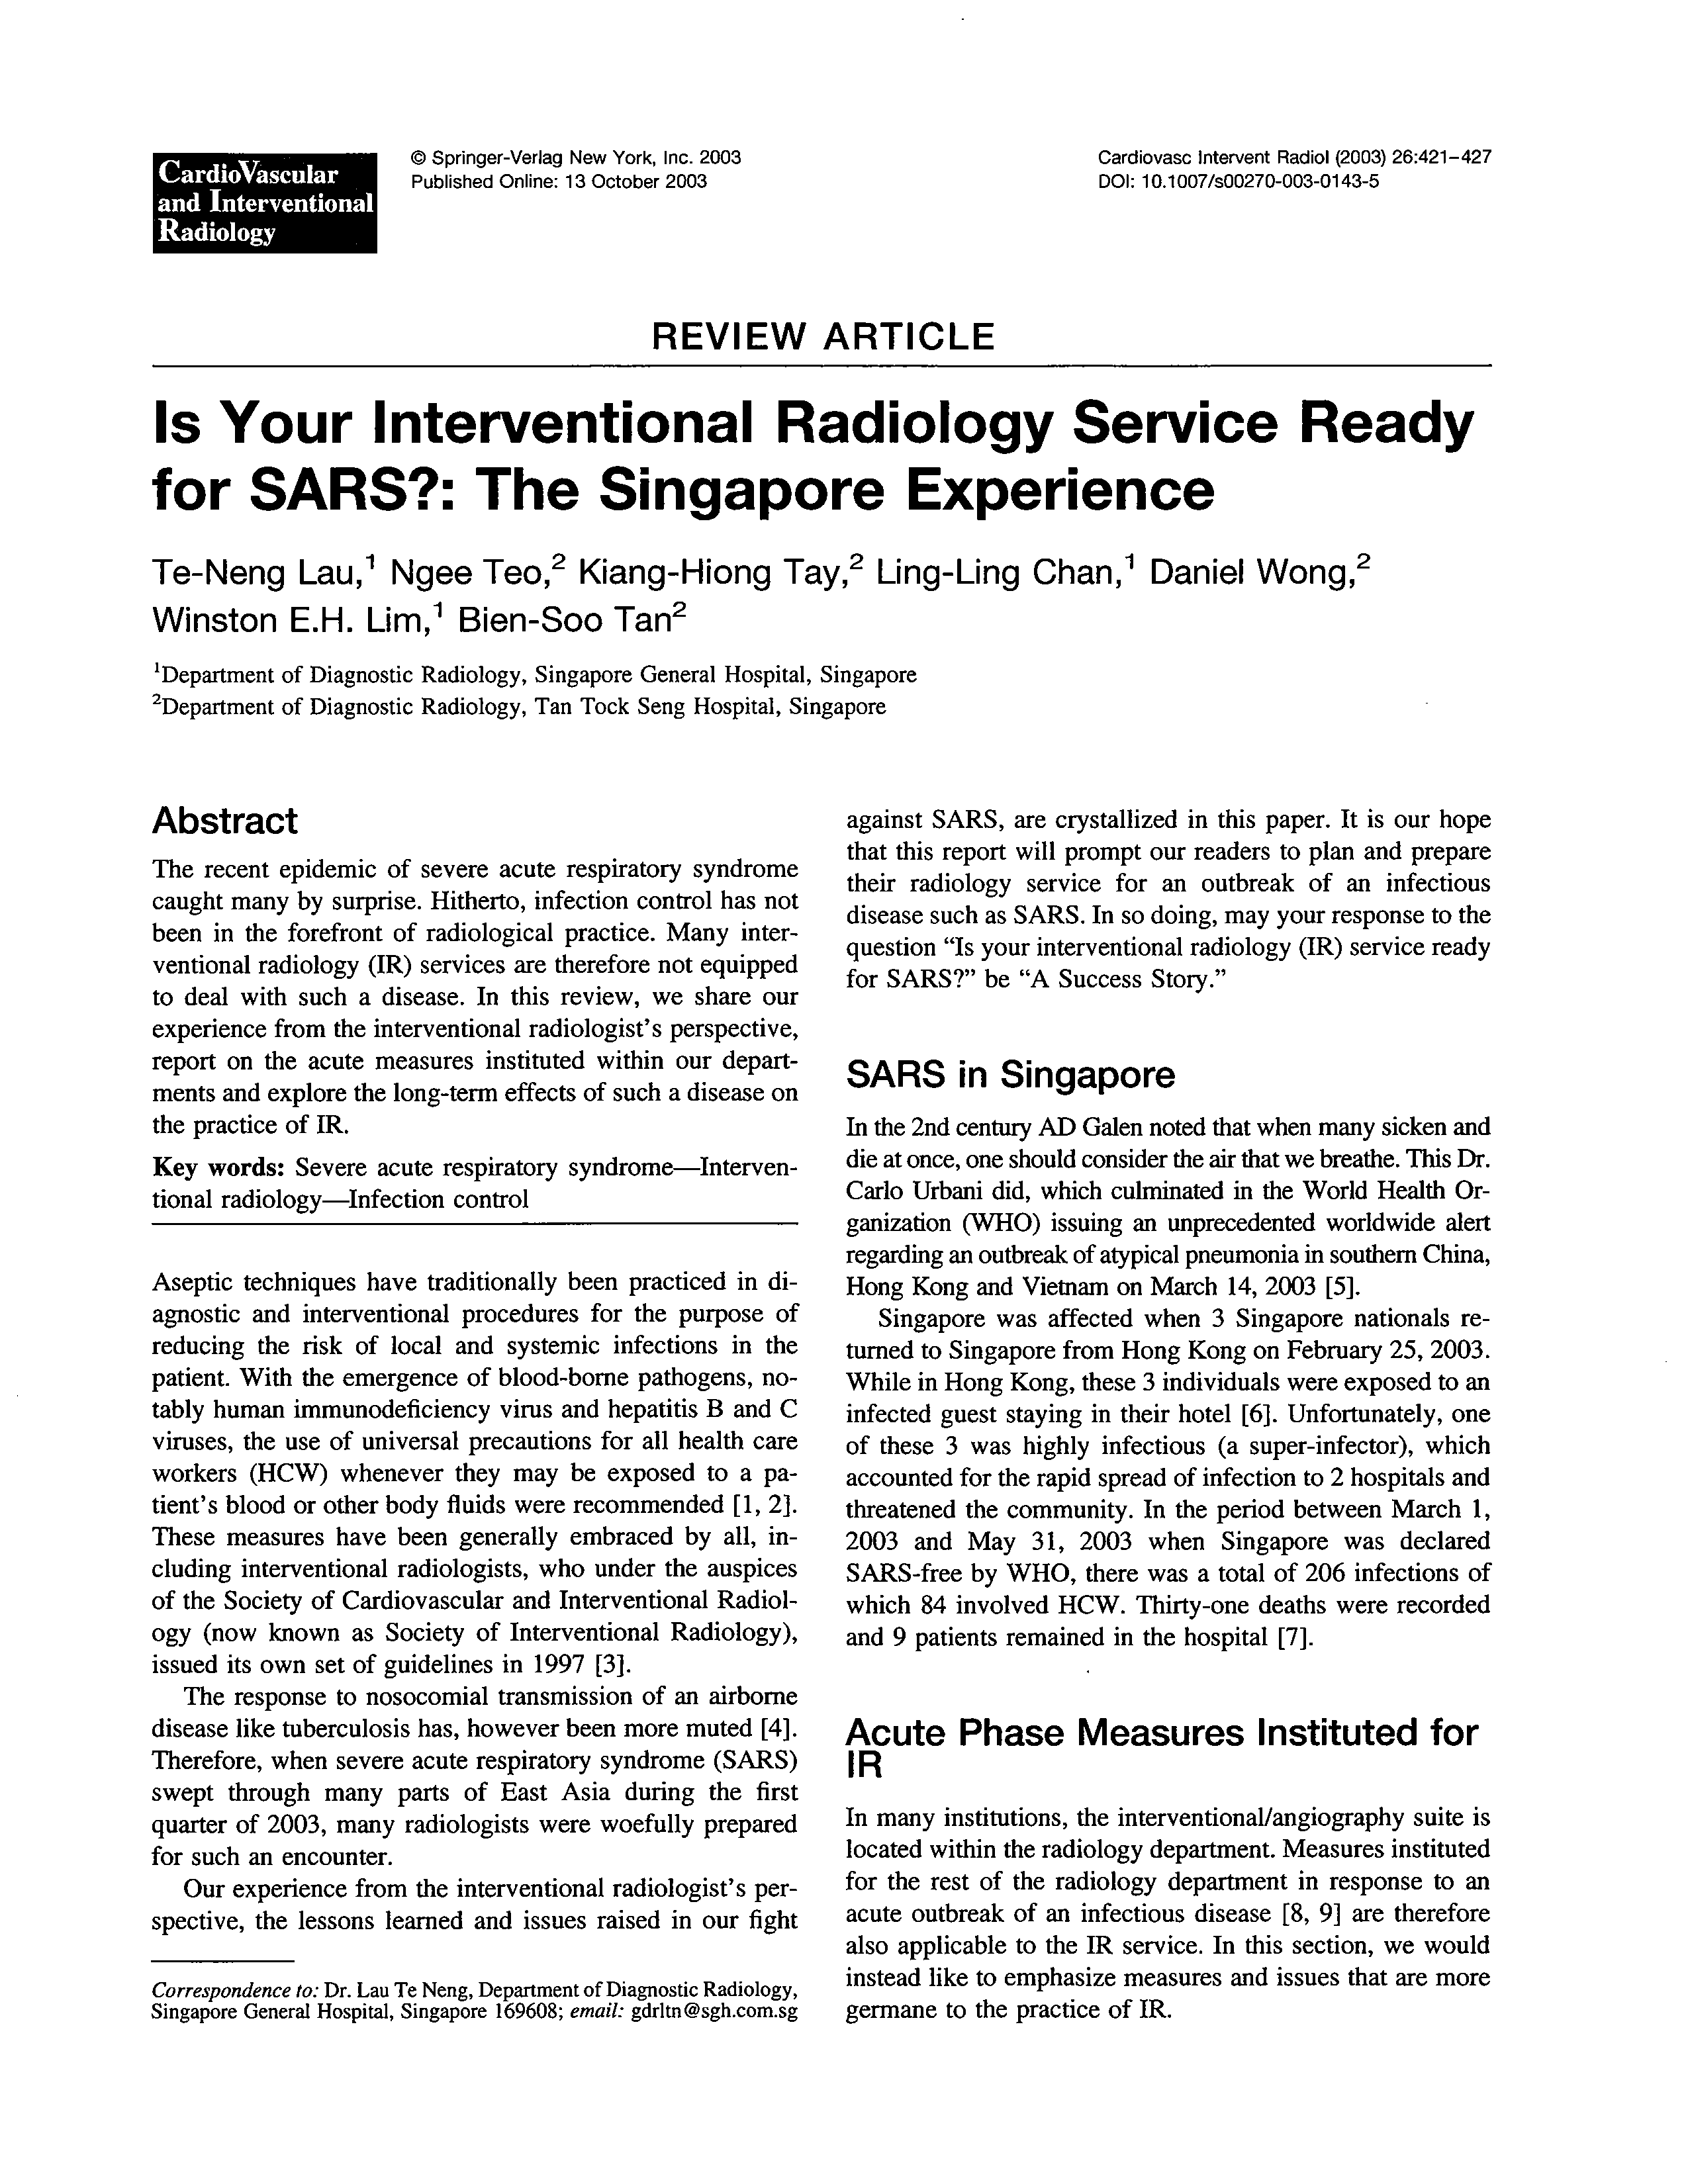 CardioVascular
and Interventional
Radiology
© Springer-Verlag New York, Inc. 2003
Published Online: 13 October 2003
Cardiovasc Intervent Radiol (2003) 26:421–427
DOI: 10.1007/s00270-003-0143-5
REVIEW ARTICLE
Is Your Interventional Radiology Service Ready
for SARS?: The Singapore Experience
Te-Neng Lau,1 Ngee Teo,2 Kiang-Hiong Tay,2 Ling-Ling Chan,1 Daniel Wong,2
Winston E.H. Lim,1 Bien-Soo Tan2
1Department of Diagnostic Radiology, Singapore General Hospital, Singapore
2Department of Diagnostic Radiology, Tan Tock Seng Hospital, Singapore
Abstract
The recent epidemic of severe acute respiratory syndrome
caught many by surprise. Hitherto, infection control has not
been in the forefront of radiological practice. Many inter-
ventional radiology (IR) services are therefore not equipped
to deal with such a disease. In this review, we share our
experience from the interventional radiologist's perspective,
report on the acute measures instituted within our depart-
ments and explore the long-term effects of such a disease on
the practice of IR.
Key words: Severe acute respiratory syndrome—Interven-
tional radiology—Infection control
Aseptic techniques have traditionally been practiced in di-
agnostic and interventional procedures for the purpose of
reducing the risk of local and systemic infections in the
patient. With the emergence of blood-borne pathogens, no-
tably human immunodeficiency virus and hepatitis B and C
viruses, the use of universal precautions for all health care
workers (HCW) whenever they may be exposed to a pa-
tient's blood or other body fluids were recommended [1, 2].
These measures have been generally embraced by all, in-
cluding interventional radiologists, who under the auspices
of the Society of Cardiovascular and Interventional Radiol-
ogy (now known as Society of Interventional Radiology),
issued its own set of guidelines in 1997 [3].
The response to nosocomial transmission of an airborne
disease like tuberculosis has, however been more muted [4].
Therefore, when severe acute respiratory syndrome (SARS)
swept through many parts of East Asia during the first
quarter of 2003, many radiologists were woefully prepared
for such an encounter.
Our experience from the interventional radiologist's per-
spective, the lessons learned and issues raised in our fight
Correspondence to: Dr. Lau Te Neng, Department of Diagnostic Radiology,
Singapore General Hospital, Singapore 169608; email: gdrltn@sgh.com.sg
against SARS, are crystallized in this paper. It is our hope
that this report will prompt our readers to plan and prepare
their radiology service for an outbreak of an infectious
disease such as SARS. In so doing, may your response to the
question “Is your interventional radiology (IR) service ready
for SARS?” be “A Success Story.”
SARS in Singapore
In the 2nd century AD Galen noted that when many sicken and
die at once, one should consider the air that we breathe. This Dr.
Carlo Urbani did, which culminated in the World Health Or-
ganization (WHO) issuing an unprecedented worldwide alert
regarding an outbreak of atypical pneumonia in southern China,
Hong Kong and Vietnam on March 14, 2003 [5].
Singapore was affected when 3 Singapore nationals re-
turned to Singapore from Hong Kong on February 25, 2003.
While in Hong Kong, these 3 individuals were exposed to an
infected guest staying in their hotel [6]. Unfortunately, one
of these 3 was highly infectious (a super-infector), which
accounted for the rapid spread of infection to 2 hospitals and
threatened the community. In the period between March 1,
2003 and May 31, 2003 when Singapore was declared
SARS-free by WHO, there was a total of 206 infections of
which 84 involved HCW. Thirty-one deaths were recorded
and 9 patients remained in the hospital [7].
Acute Phase Measures Instituted for
IR
In many institutions, the interventional/angiography suite is
located within the radiology department. Measures instituted
for the rest of the radiology department in response to an
acute outbreak of an infectious disease [8, 9] are therefore
also applicable to the IR service. In this section, we would
instead like to emphasize measures and issues that are more
germane to the practice of IR.